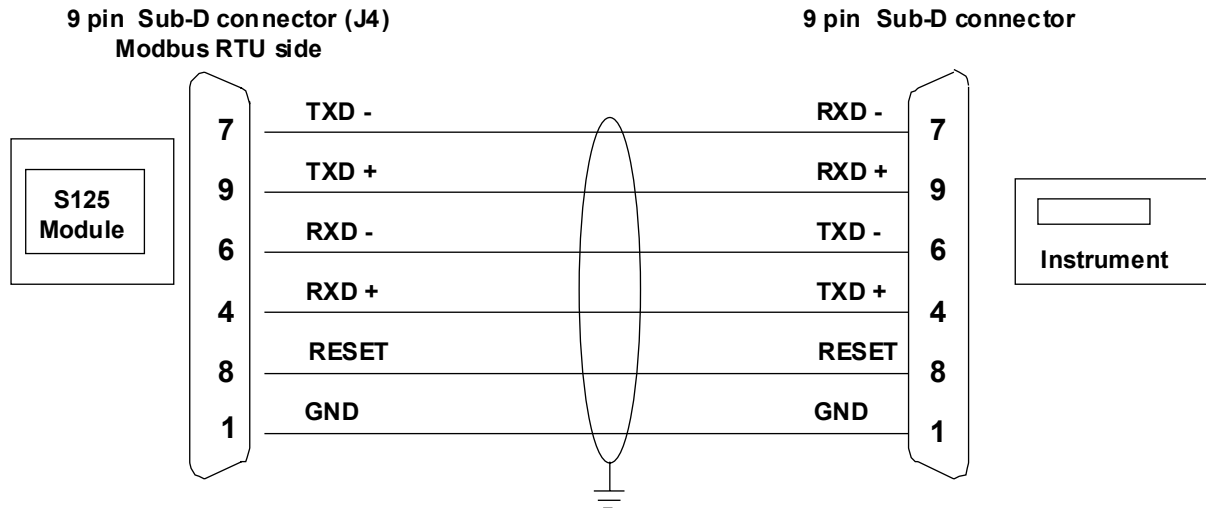 9 pin Sub-D connector (J4)
Modbus RTU side
9 pin Sub-D connector
S125
Module
7 TXD - RXD - 7
9 TXD + RXD + 9
6 RXD - TXD - 6
4 RXD + TXD + 4
8 RESET RESET 8
1 GND GND 1
Instrument